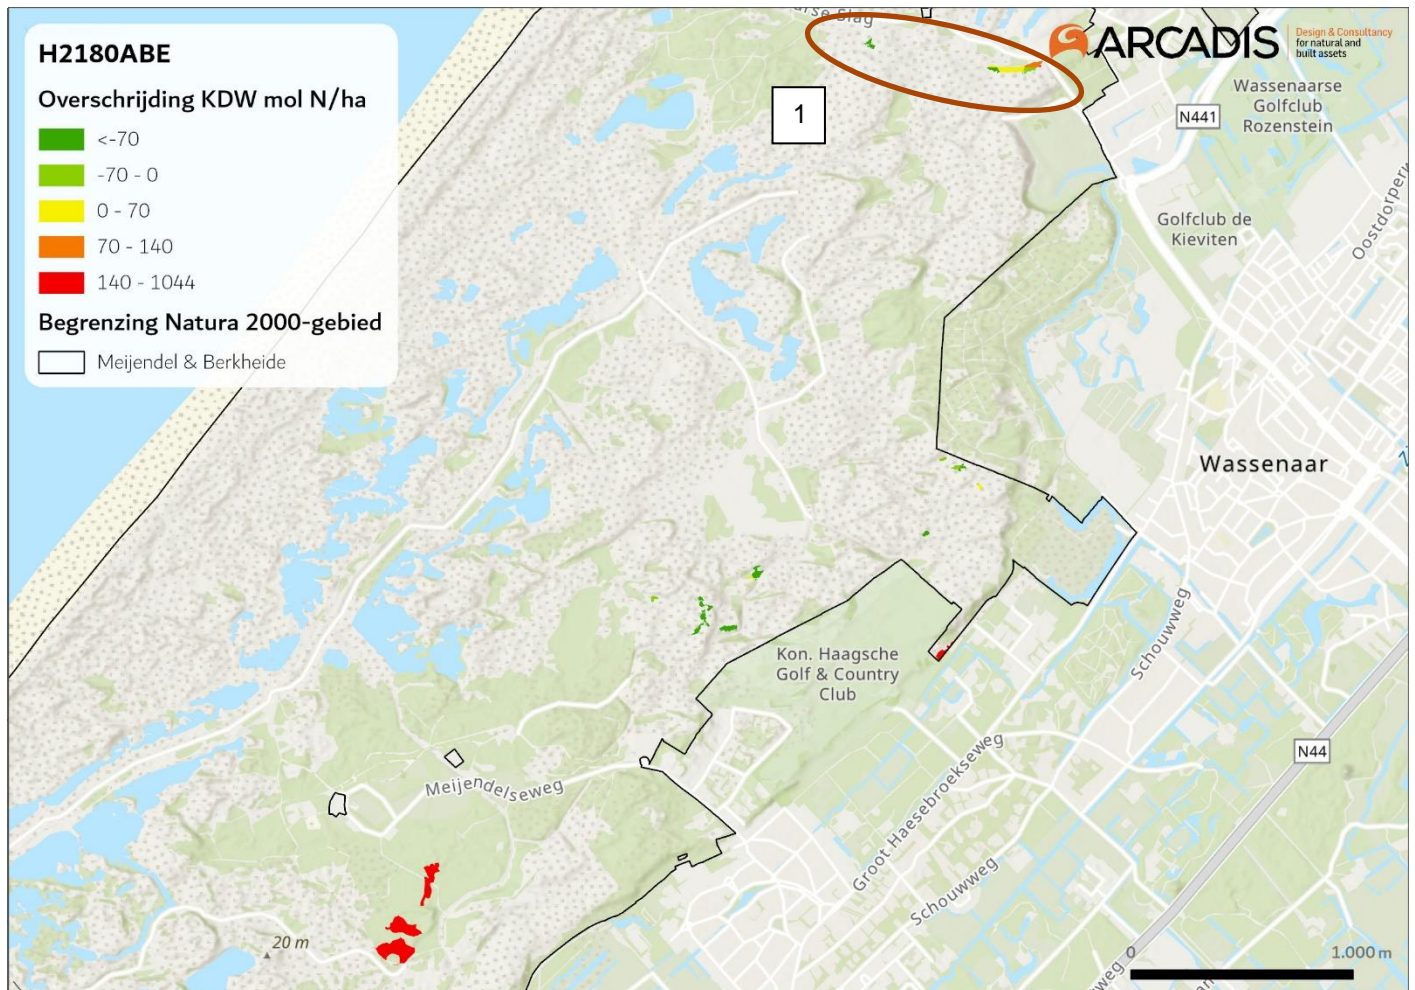 H2180ABE
Overschrijding KDW mol N/ha
<-70
-70 - 0
0 - 70
70 - 140
140 - 1044
Begrenzing Natura 2000-gebied
Meijendel & Berkheide
1
Slag
ARCADIS
Design & Consultancy
for natural and
built assets
Wassenaarse
Golfclub
Rozenstein
N441
Golfclub de
Kieviten
Wassenaar
Schouwweg
Kon. Haagsche
Golf & Country
Club
N44
Meijendelseweg
Groot Haesebroekseweg
Schouwweg
20 m
0
1.000 m